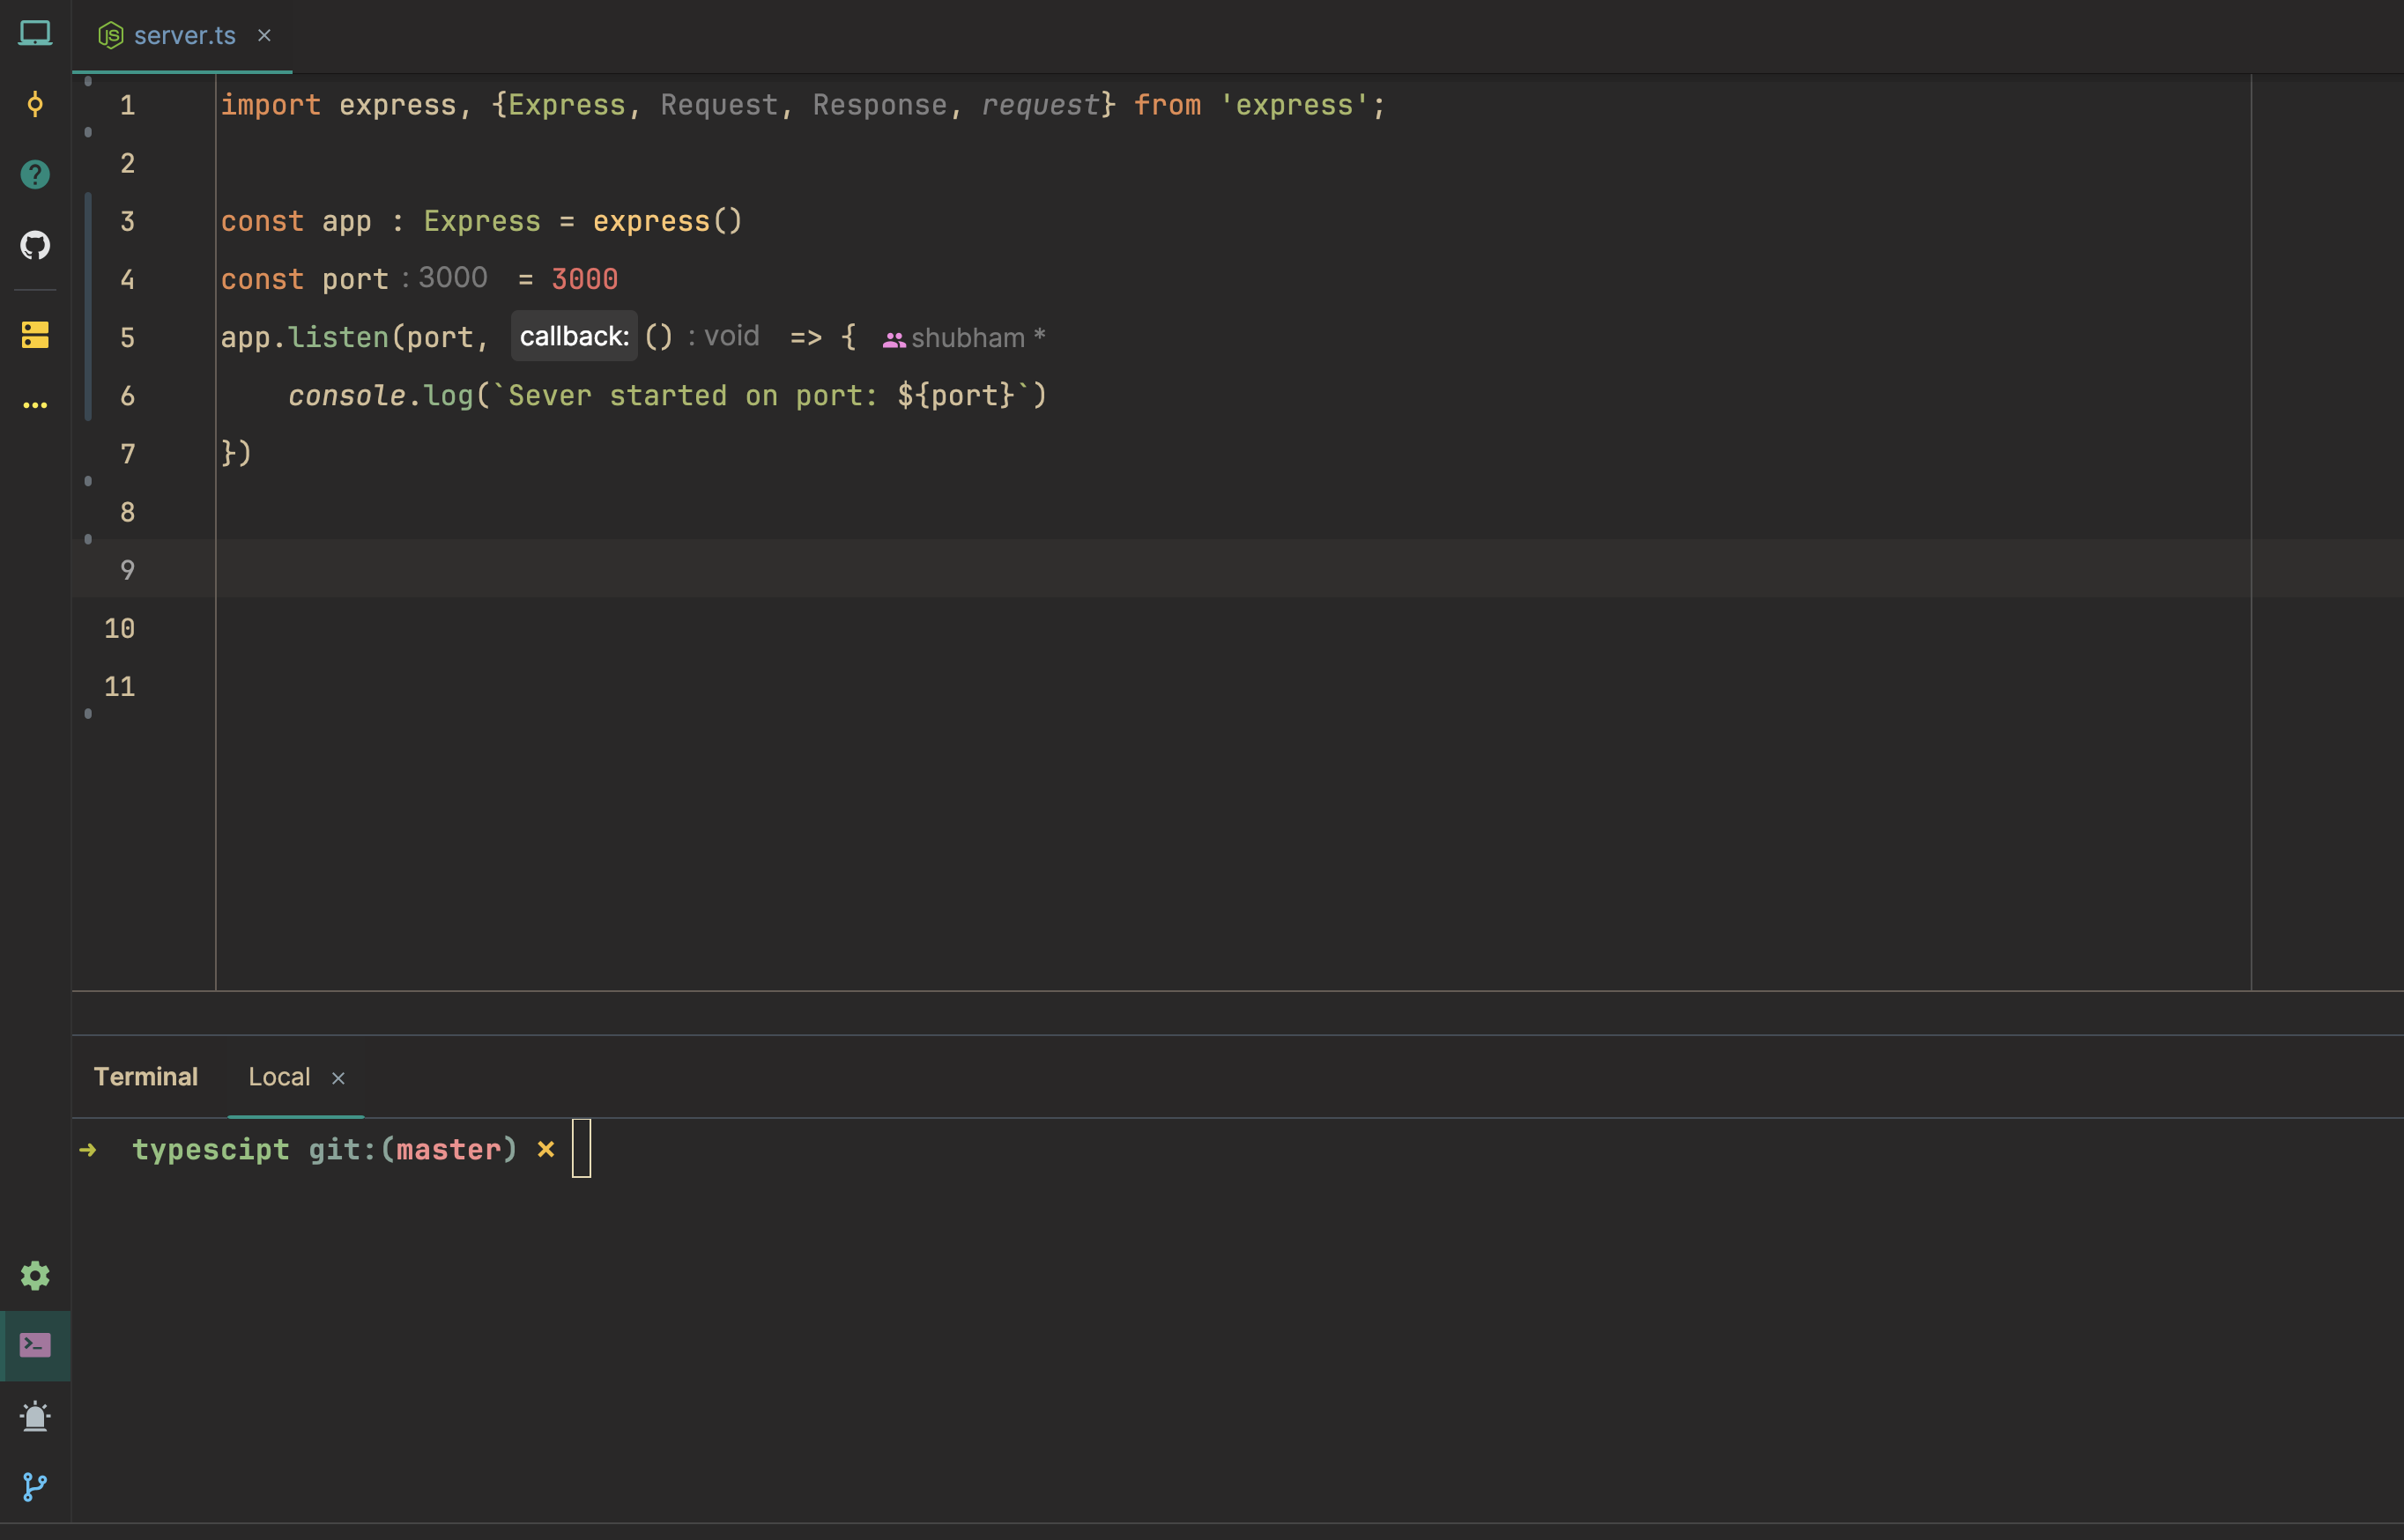 server.ts ×
1 import express, {Express, Request, Response, request} from 'express';
2
3 const app : Express = express()
4 const port : 3000 = 3000
5 app.listen(port, callback: () : void => { shubham *
6 console.log(`Sever started on port: ${port}`)
7 })
8
9
10
11
Terminal Local ×
➜ typescipt git:(master) ×